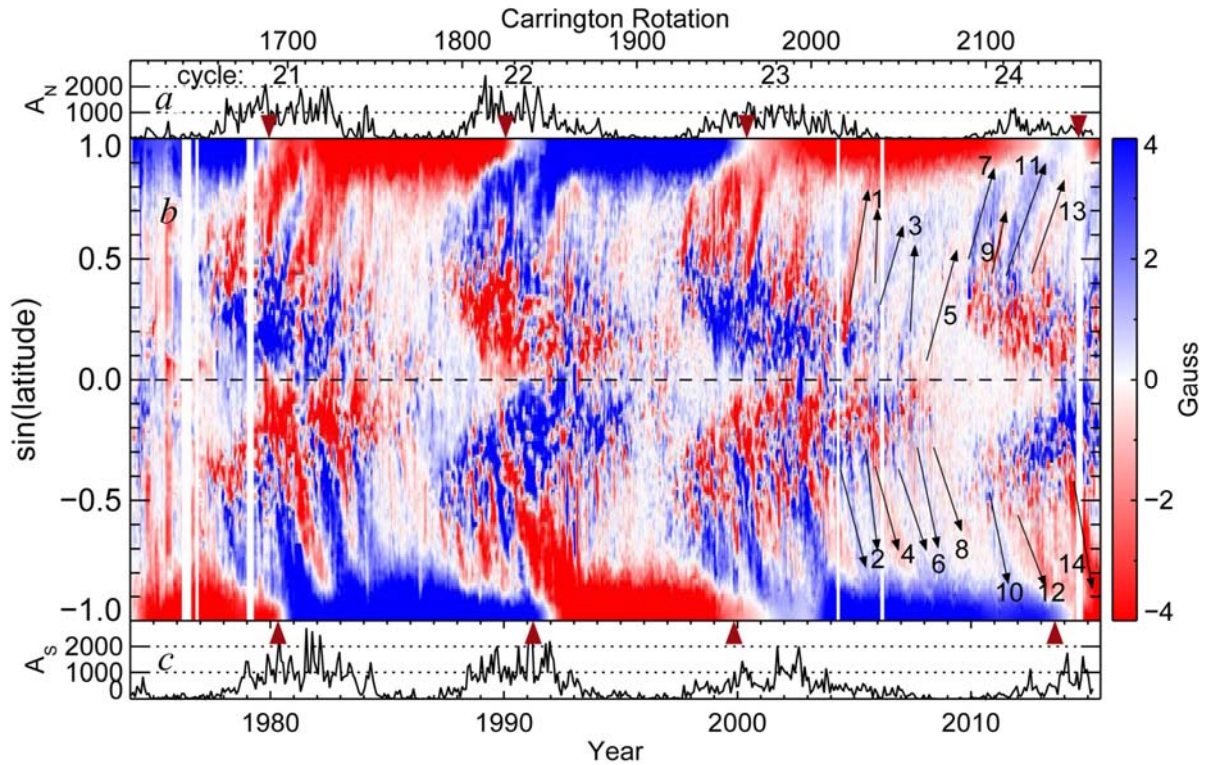 Carrington Rotation
1700 1800 1900 2000 2100
cycle: 21 22 23 24
A_N
2000
1000
a
1.0
0.5
0.0
−0.5
−1.0
sin(latitude)
b
1 3 5 7 9 11 13
2 4 6 8 10 12 14
4
2
0
−2
−4
Gauss
A_S
2000
1000
0
c
1980 1990 2000 2010
Year